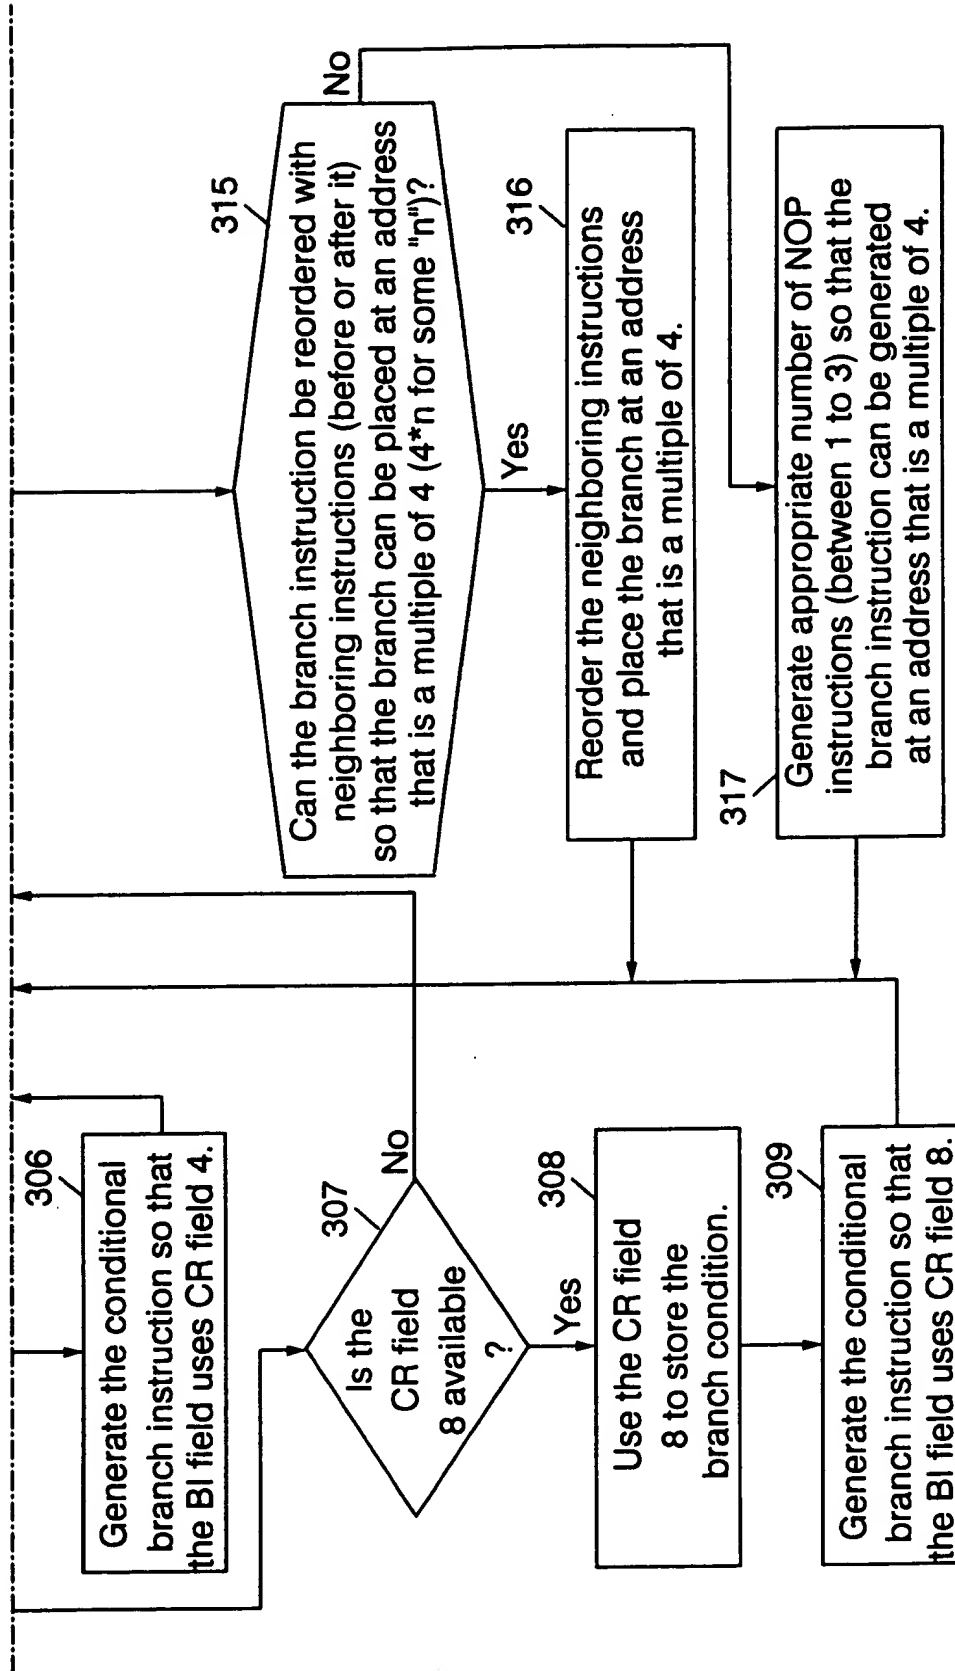 306
Generate the conditional
branch instruction so that
the BI field uses CR field 4.
307
Is the
CR field
8 available
?
No
Yes
308
Use the CR field
8 to store the
branch condition.
309
Generate the conditional
branch instruction so that
the BI field uses CR field 8.
315
Can the branch instruction be reordered with
neighboring instructions (before or after it)
so that the branch can be placed at an address
that is a multiple of 4 (4*n for some "n")?
No
Yes
316
Reorder the neighboring instructions
and place the branch at an address
that is a multiple of 4.
317
Generate appropriate number of NOP
instructions (between 1 to 3) so that the
branch instruction can be generated
at an address that is a multiple of 4.